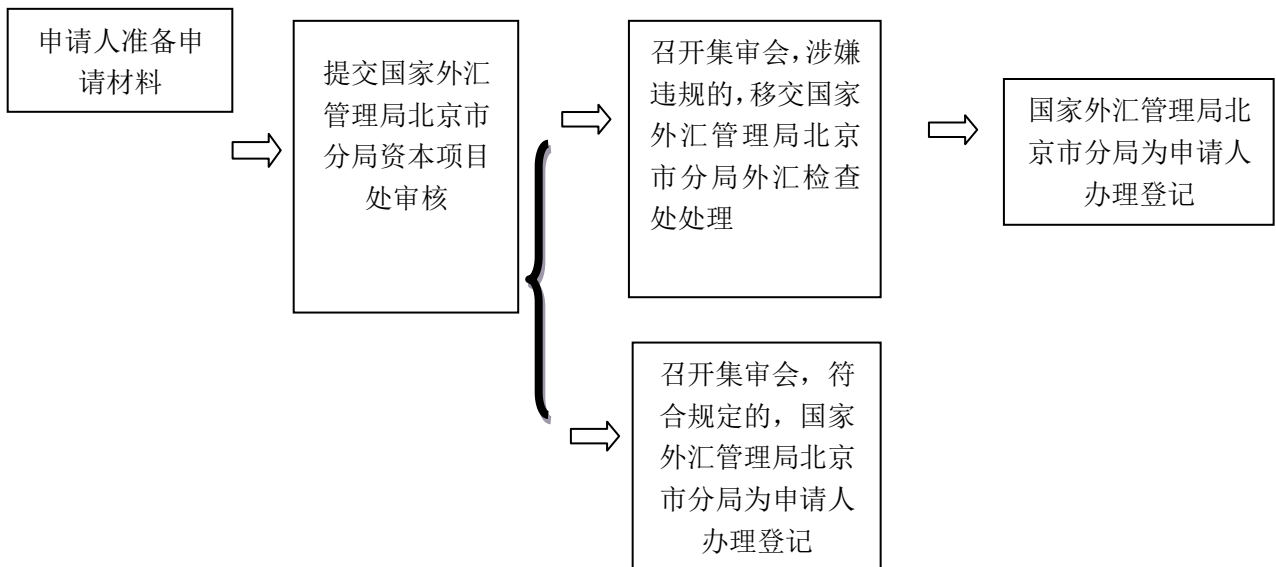 申请人准备申
请材料
提交国家外汇
管理局北京市
分局资本项目
处审核
召开集审会，涉嫌
违规的，移交国家
外汇管理局北京
市分局外汇检查
处处理
国家外汇管理局北
京市分局为申请人
办理登记
召开集审会，符
合规定的，国家
外汇管理局北京
市分局为申请人
办理登记